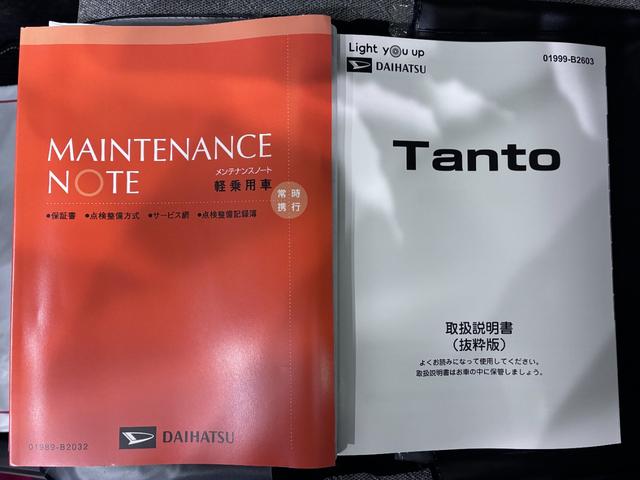 MAINTENANCE
NOTE
メンテナンスノート
軽乗用車
常時
携行
●保証書 ●点検整備方式 ●サービス網 ●点検整備記録簿
01989-B2032
DAIHATSU
Light you up
DAIHATSU
01999-B2603
Tanto
取扱説明書
（抜粋版）
よくお読みになって使用してください。
取扱説明書はお車の中に保管しましょう。